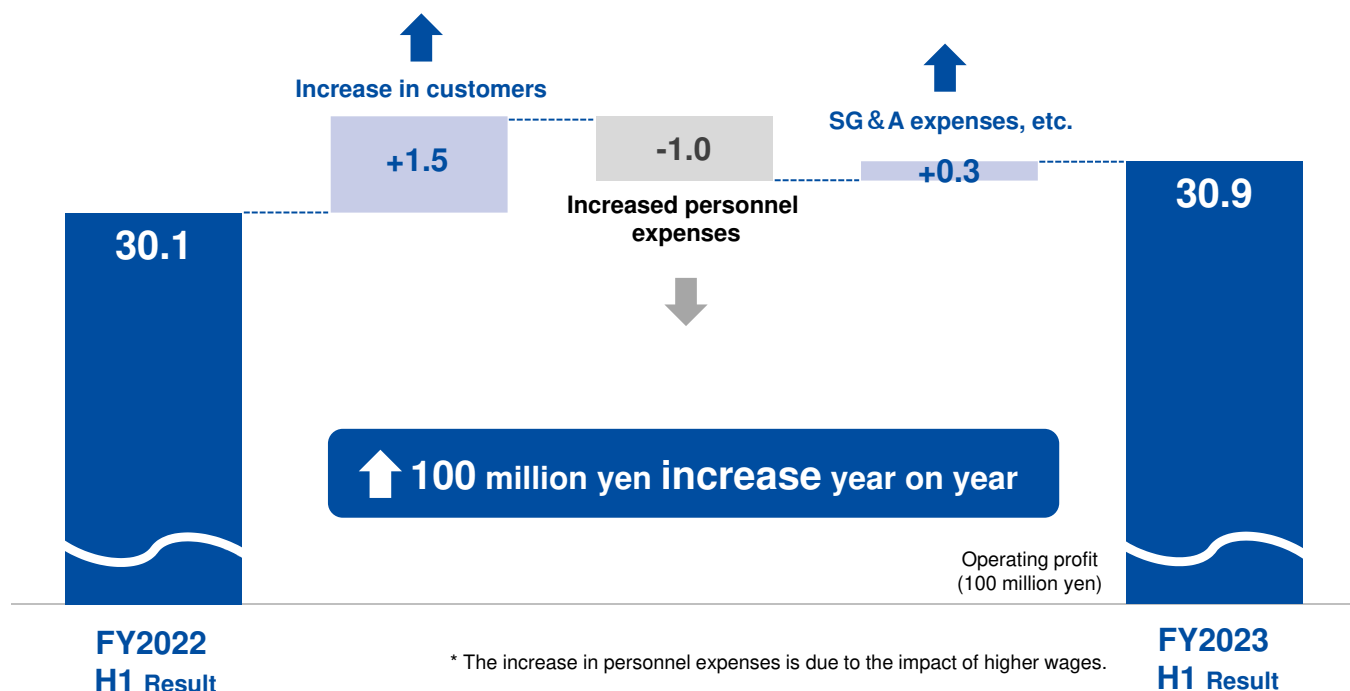 Increase in customers
+1.5
-1.0
Increased personnel
expenses
SG&A expenses, etc.
+0.3
30.1
30.9
100 million yen increase year on year
Operating profit
(100 million yen)
FY2022
H1 Result
* The increase in personnel expenses is due to the impact of higher wages.
FY2023
H1 Result